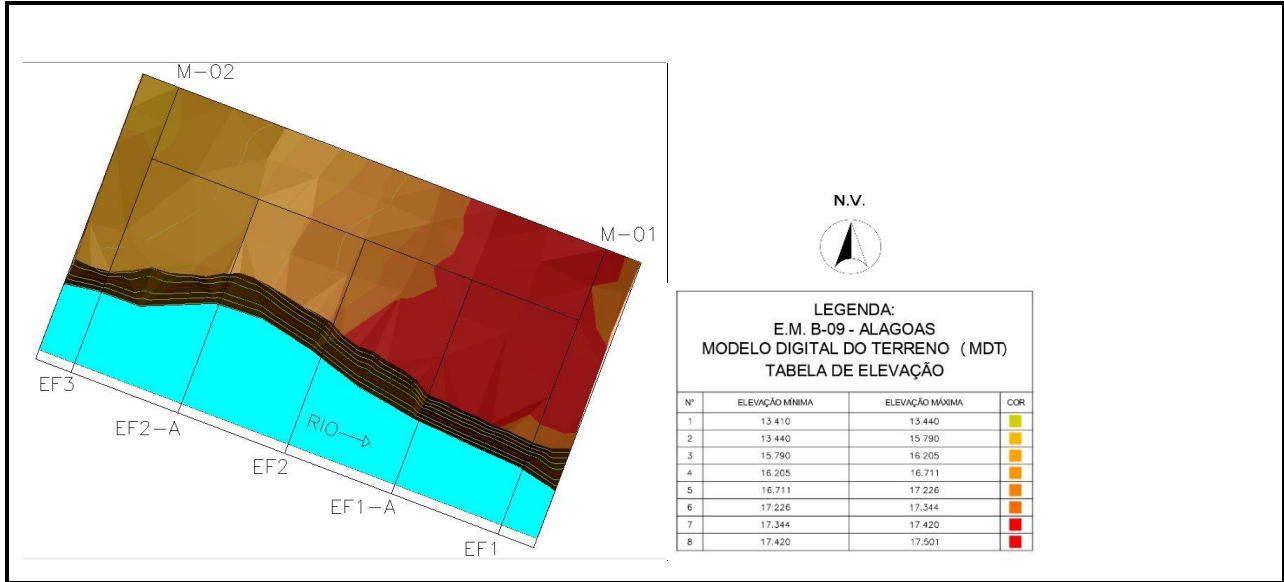 M-02
M-01
EF3
EF2-A
EF2
EF1-A
EF1
RIO
N.V.
LEGENDA:
E.M. B-09 - ALAGOAS
MODELO DIGITAL DO TERRENO ( MDT)
TABELA DE ELEVAÇÃO
N° ELEVAÇÃO MÍNIMA ELEVAÇÃO MÁXIMA COR
1 13.410 13.440
2 13.440 15.790
3 15.790 16.205
4 16.205 16.711
5 16.711 17.226
6 17.226 17.344
7 17.344 17.420
8 17.420 17.501